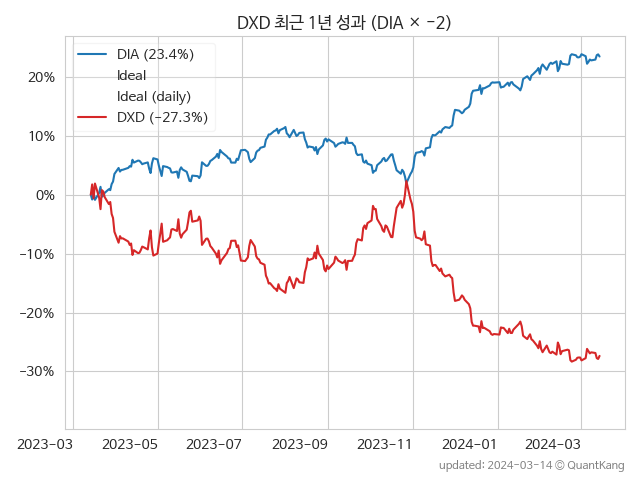 DXD 최근 1년 성과 (DIA × −2)
DIA (23.4%)
Ideal
Ideal (daily)
DXD (−27.3%)
20%
10%
0%
−10%
−20%
−30%
2023−03 2023−05 2023−07 2023−09 2023−11 2024−01 2024−03
updated: 2024−03−14 © QuantKang